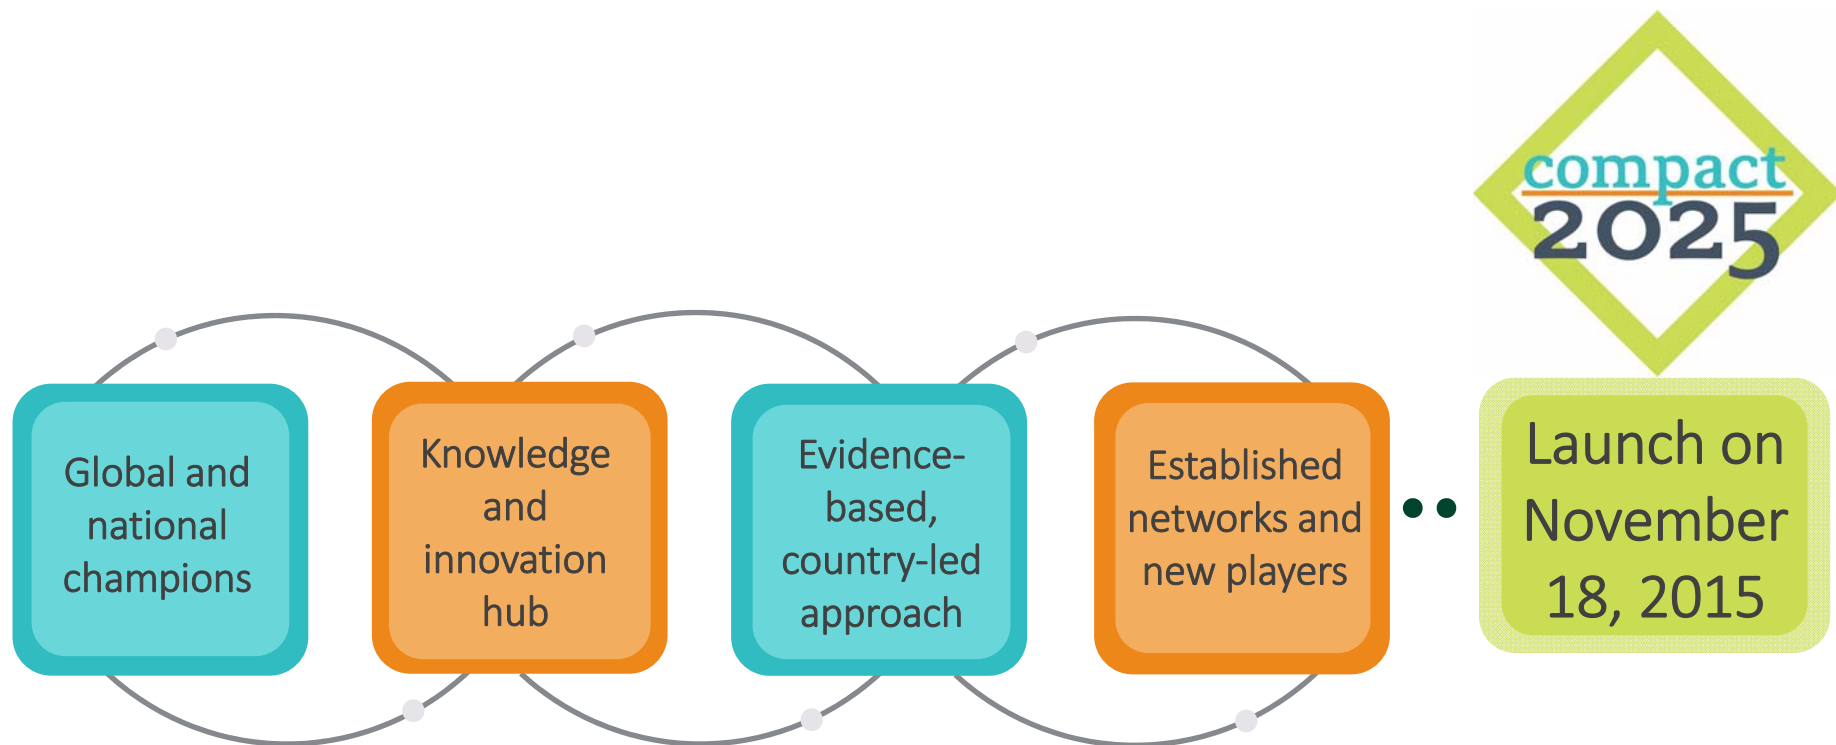 compact
2025
Global and
national
champions
Knowledge
and
innovation
hub
Evidence-
based,
country-led
approach
Established
networks and
new players
Launch on
November
18, 2015